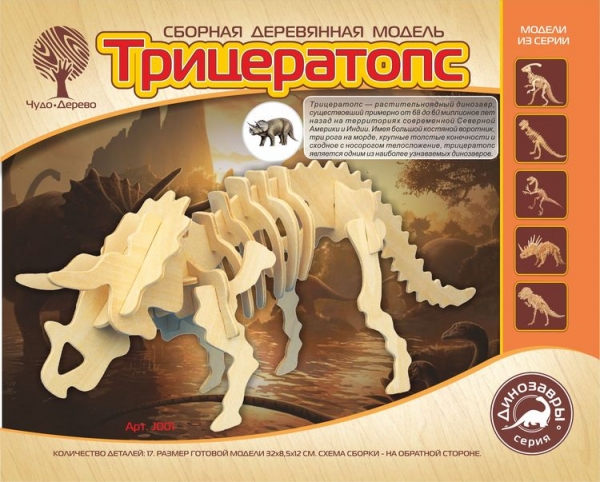 СБОРНАЯ ДЕРЕВЯННАЯ МОДЕЛЬ
Трицератопс
Чудо-Дерево
МОДЕЛИ
ИЗ СЕРИИ
Трицератопс — растительноядный динозавр,
существовший примерно от 68 до 60 миллионов лет
назад на территориях современной Северной
Америки и Индии. Имея большой костяной воротник,
три рога на морде, крупные толстые конечности и
сходное с носорогом телосложение, трицератопс
является одним из наиболее узнаваемых динозавров.
Арт. J001
Динозавры
серия
КОЛИЧЕСТВО ДЕТАЛЕЙ: 17. РАЗМЕР ГОТОВОЙ МОДЕЛИ 32х8,5х12 СМ. СХЕМА СБОРКИ - НА ОБРАТНОЙ СТОРОНЕ.